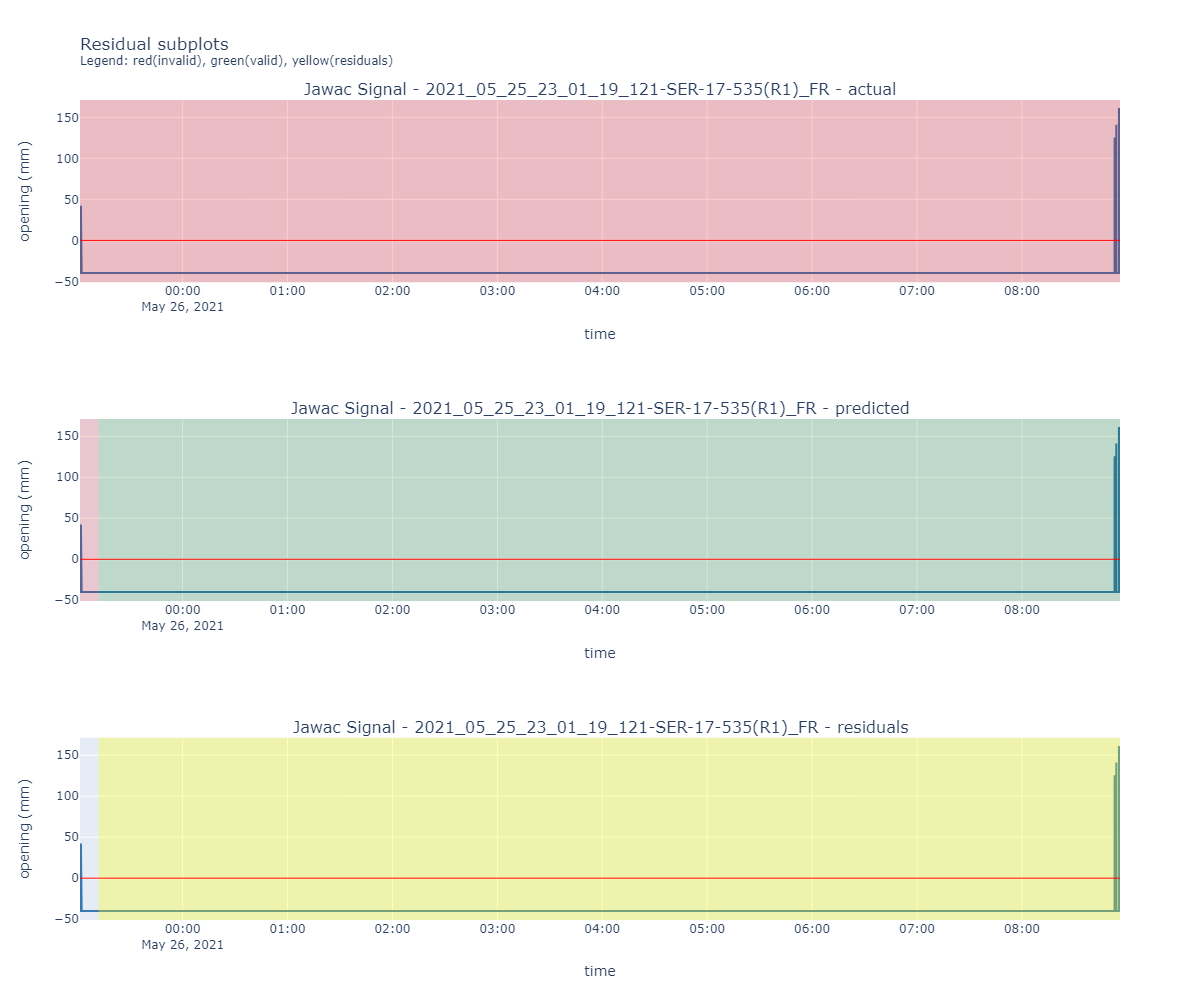 Residual subplots
Legend: red(invalid), green(valid), yellow(residuals)
Jawac Signal - 2021_05_25_23_01_19_121-SER-17-535(R1)_FR - actual
150
100
50
0
−50
opening (mm)
00:00 01:00 02:00 03:00 04:00 05:00 06:00 07:00 08:00
May 26, 2021
time
Jawac Signal - 2021_05_25_23_01_19_121-SER-17-535(R1)_FR - predicted
150
100
50
0
−50
opening (mm)
00:00 01:00 02:00 03:00 04:00 05:00 06:00 07:00 08:00
May 26, 2021
time
Jawac Signal - 2021_05_25_23_01_19_121-SER-17-535(R1)_FR - residuals
150
100
50
0
−50
opening (mm)
00:00 01:00 02:00 03:00 04:00 05:00 06:00 07:00 08:00
May 26, 2021
time